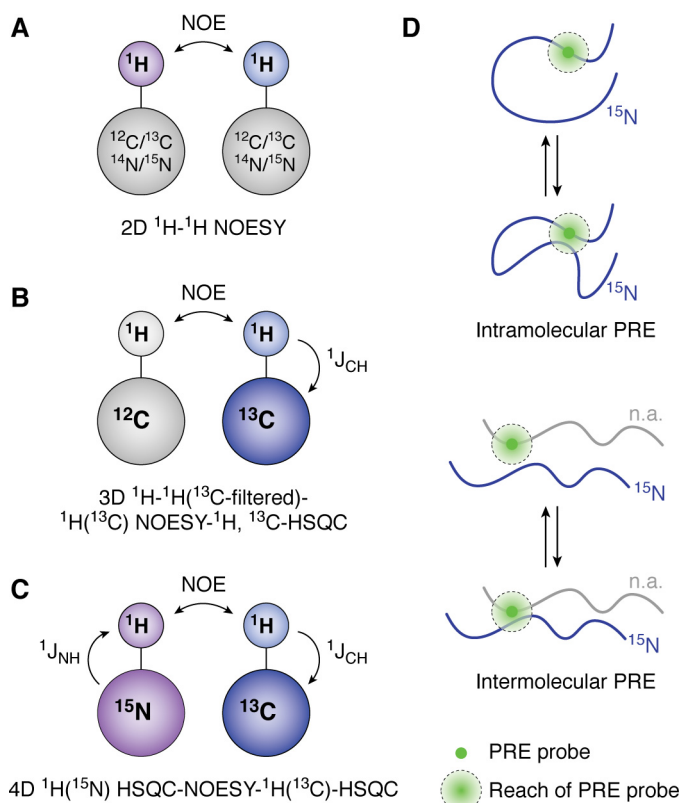 A
NOE
¹H ¹H
¹²C/¹³C ¹²C/¹³C
¹⁴N/¹⁵N ¹⁴N/¹⁵N
2D ¹H-¹H NOESY
B
NOE
¹H ¹H
¹J_CH
¹²C ¹³C
3D ¹H-¹H(¹³C-filtered)-
¹H(¹³C) NOESY-¹H, ¹³C-HSQC
C
NOE
¹H ¹H
¹J_NH ¹J_CH
¹⁵N ¹³C
4D ¹H(¹⁵N) HSQC-NOESY-¹H(¹³C)-HSQC
D
¹⁵N
¹⁵N
Intramolecular PRE
n.a.
¹⁵N
n.a.
¹⁵N
Intermolecular PRE
PRE probe
Reach of PRE probe